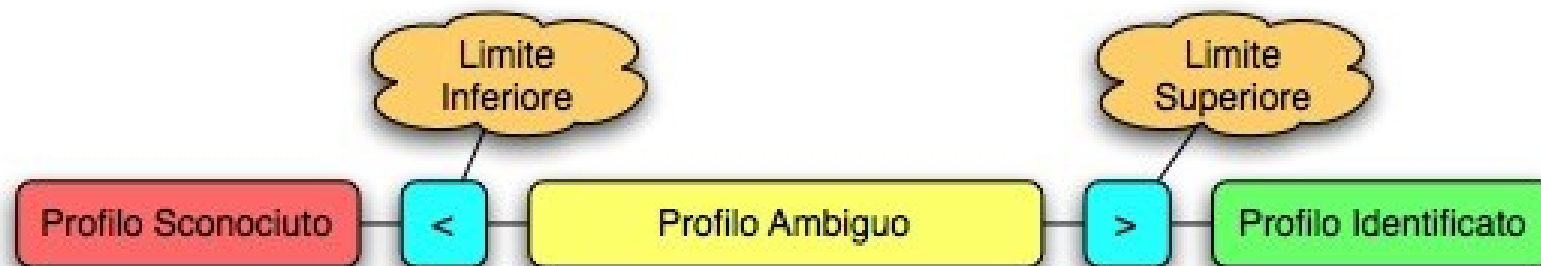 Limite
Inferiore
Limite
Superiore
Profilo Sconociuto
<
Profilo Ambiguo
>
Profilo Identificato